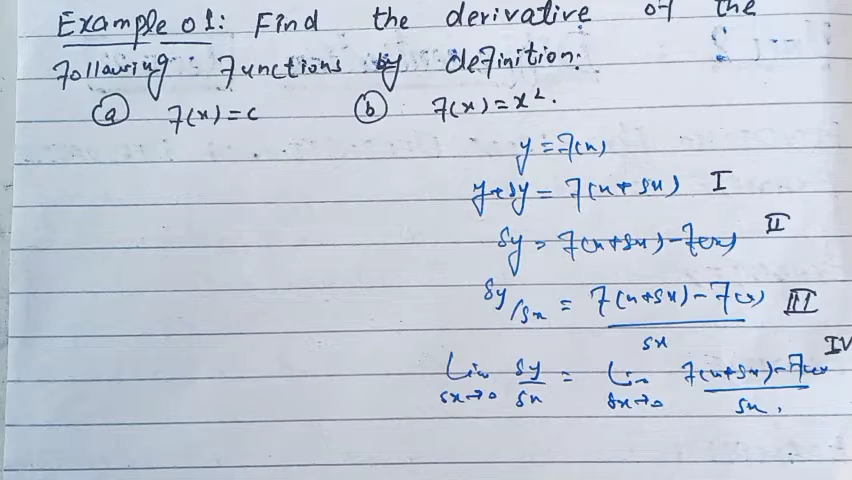 Example 01: Find the derivative of the
Following Functions by definition.
(a) f(x) = c (b) f(x) = x².
y = f(x)
y + δy = f(x + δx) I
δy = f(x + δx) - f(x) II
δy/δx = f(x + δx) - f(x) III
δx
Lim δy = Lim f(x + δx) - f(x) IV
δx→0 δx δx→0 δx.